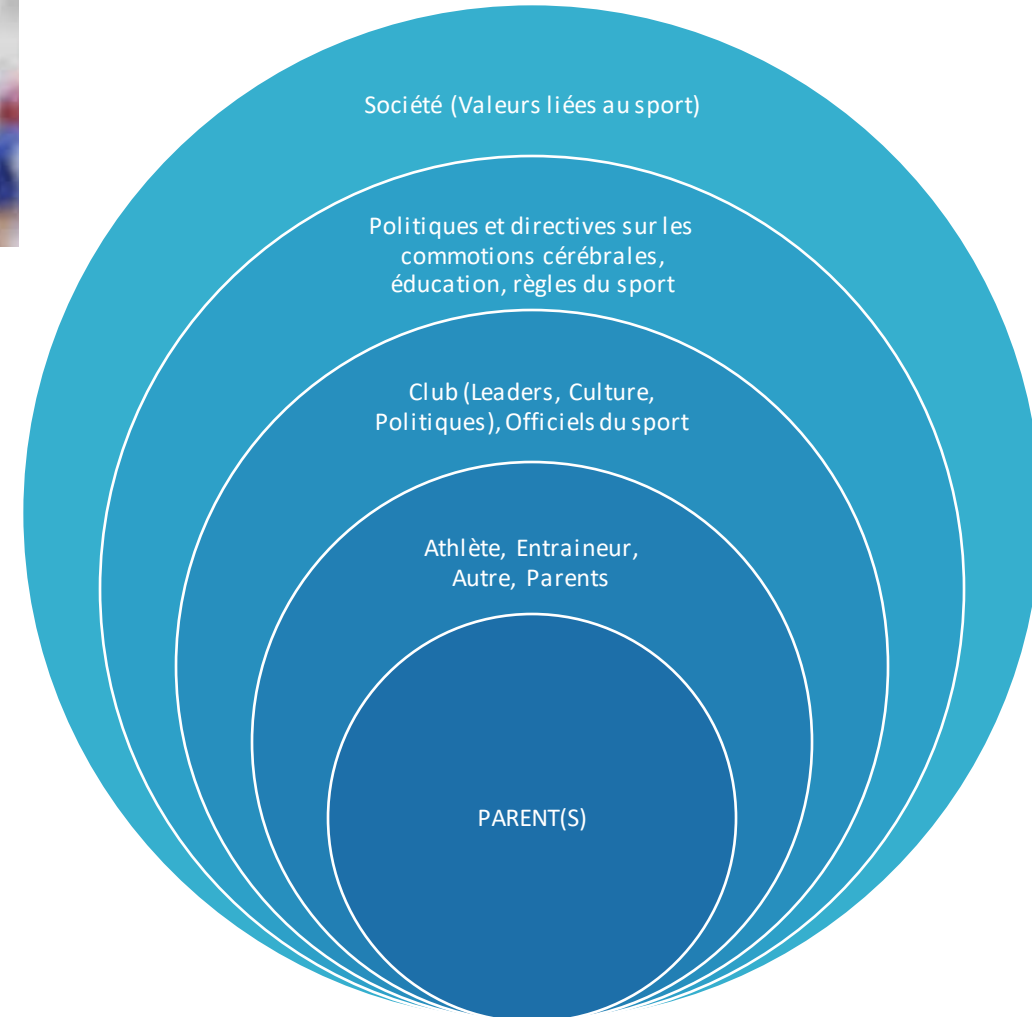 Société (Valeurs liées au sport)
Politiques et directives sur les
commotions cérébrales,
éducation, règles du sport
Club (Leaders, Culture,
Politiques), Officiels du sport
Athlète, Entraineur,
Autre, Parents
PARENT(S)